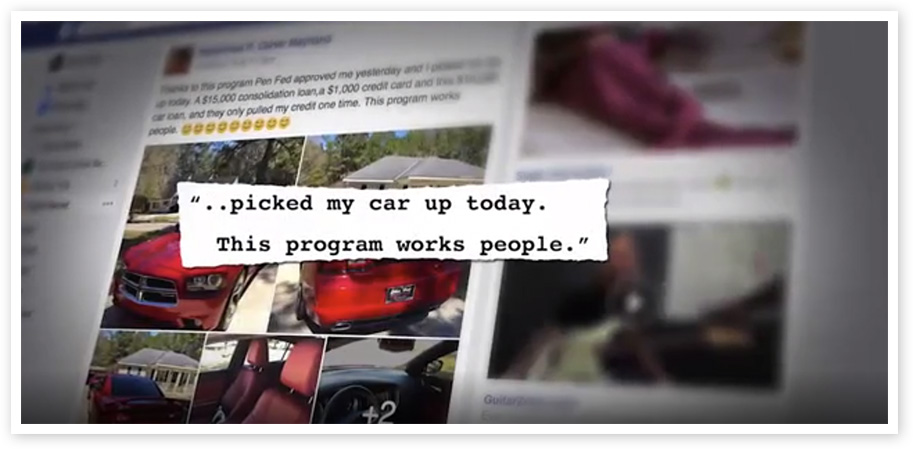 Thanks to this program Pen Fed approved me yesterday and I picked
up today. A $15,000 consolidation loan,a $1,000 credit card and this
car loan, and they only pulled my credit one time. This program works
people. 😄😄😄😄😄😄😄😄😄
“..picked my car up today.
This program works people.”
+2